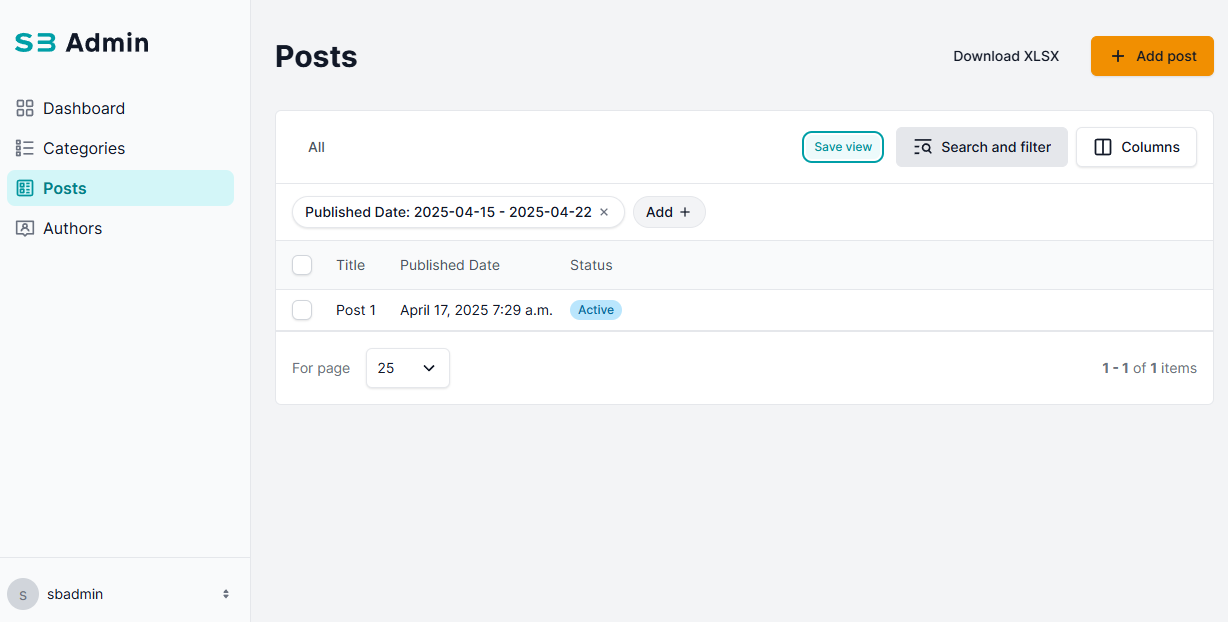 SB Admin
Dashboard
Categories
Posts
Authors
s sbadmin
Posts
Download XLSX
+ Add post
All
Save view
Search and filter
Columns
Published Date: 2025-04-15 - 2025-04-22 ×
Add +
Title Published Date Status
Post 1 April 17, 2025 7:29 a.m. Active
For page 25
1 - 1 of 1 items